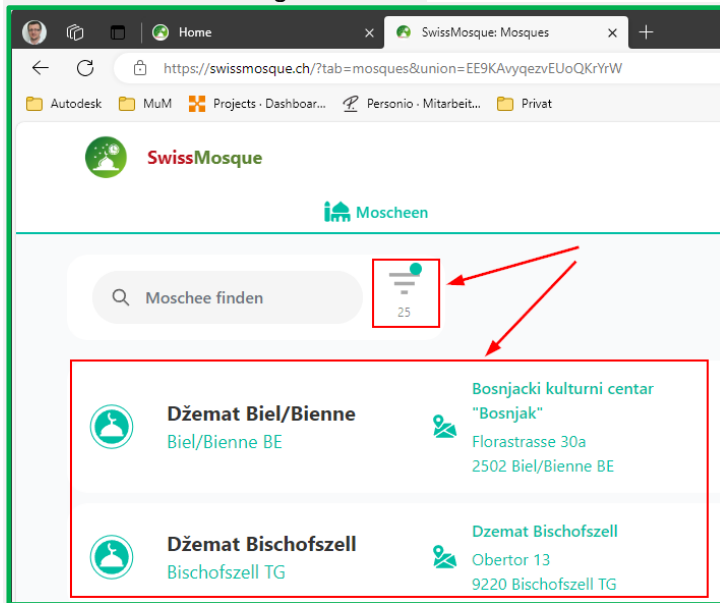 Home
SwissMosque: Mosques
https://swissmosque.ch/?tab=mosques&union=EE9KAvyqezvEUoQKrYrW
Autodesk MuM Projects · Dashboar... Personio - Mitarbeit... Privat
SwissMosque
Moscheen
Moschee finden
25
Džemat Biel/Bienne
Biel/Bienne BE
Bosnjacki kulturni centar
"Bosnjak"
Florastrasse 30a
2502 Biel/Bienne BE
Džemat Bischofszell
Bischofszell TG
Dzemat Bischofszell
Obertor 13
9220 Bischofszell TG